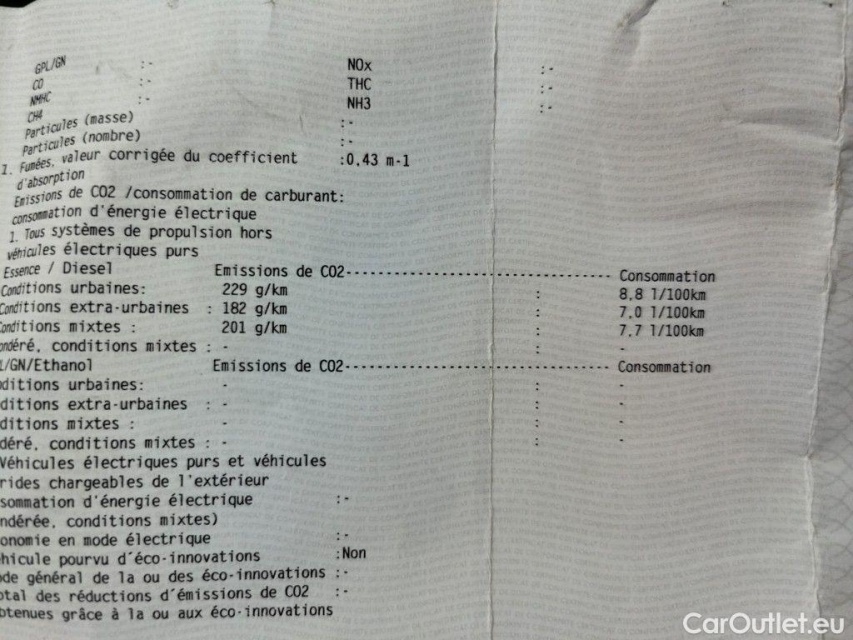 GPL/GN :- NOx :-
CO :- THC :-
NMHC :- NH3 :-
CH4
Particules (masse) :-
Particules (nombre) :-
1. Fumées, valeur corrigée du coefficient :0,43 m-1
d'absorption
Emissions de CO2 /consommation de carburant:
consommation d'énergie électrique
1. Tous systèmes de propulsion hors
véhicules électriques purs
Essence / Diesel Emissions de CO2-------------------------------- Consommation
Conditions urbaines: 229 g/km : 8,8 l/100km
Conditions extra-urbaines : 182 g/km : 7,0 l/100km
onditions mixtes : 201 g/km : 7,7 l/100km
ondéré, conditions mixtes : - : -
L/GN/Ethanol Emissions de CO2-------------------------------- Consommation
ditions urbaines: - : -
ditions extra-urbaines : - : -
ditions mixtes : - : -
déré, conditions mixtes : - : -
Véhicules électriques purs et véhicules
rides chargeables de l'extérieur
sommation d'énergie électrique :-
ndérée, conditions mixtes)
onomie en mode électrique :-
hicule pourvu d'éco-innovations :Non
de général de la ou des éco-innovations :-
otal des réductions d'émissions de CO2 :-
btenues grâce à la ou aux éco-innovations
CarOutlet.eu